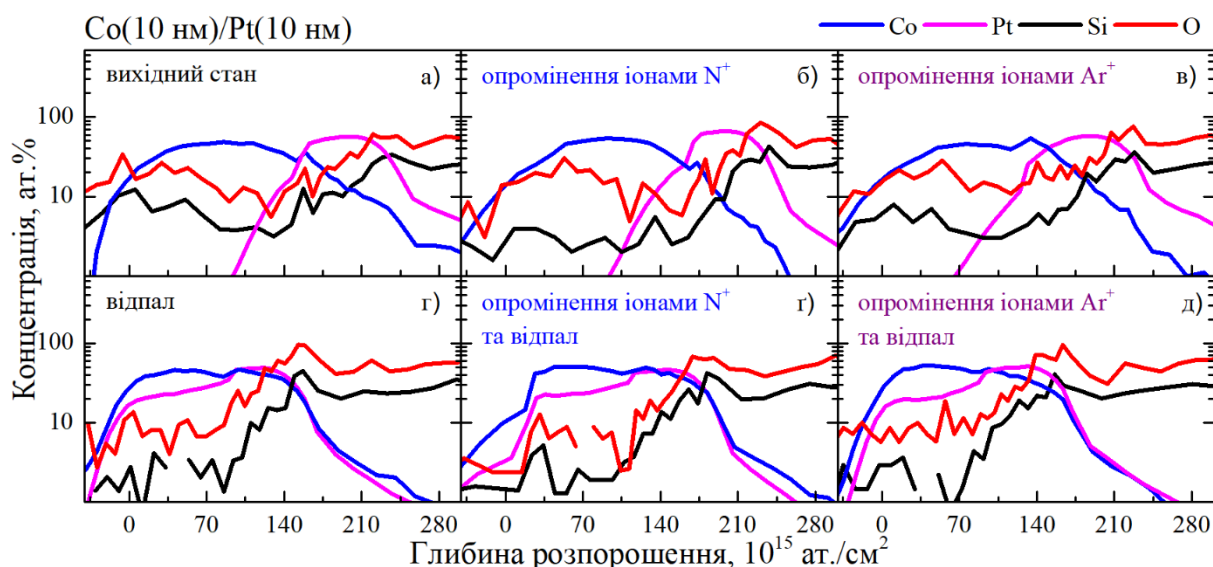 Co(10 нм)/Pt(10 нм)
Co Pt Si O
вихідний стан а)
опромінення іонами N⁺ б)
опромінення іонами Ar⁺ в)
100
10
відпал г)
опромінення іонами N⁺ ґ)
та відпал
опромінення іонами Ar⁺ д)
та відпал
100
10
Концентрація, ат.%
0 70 140 210 280
0 70 140 210 280
0 70 140 210 280
Глибина розпорошення, 10¹⁵ ат./см²